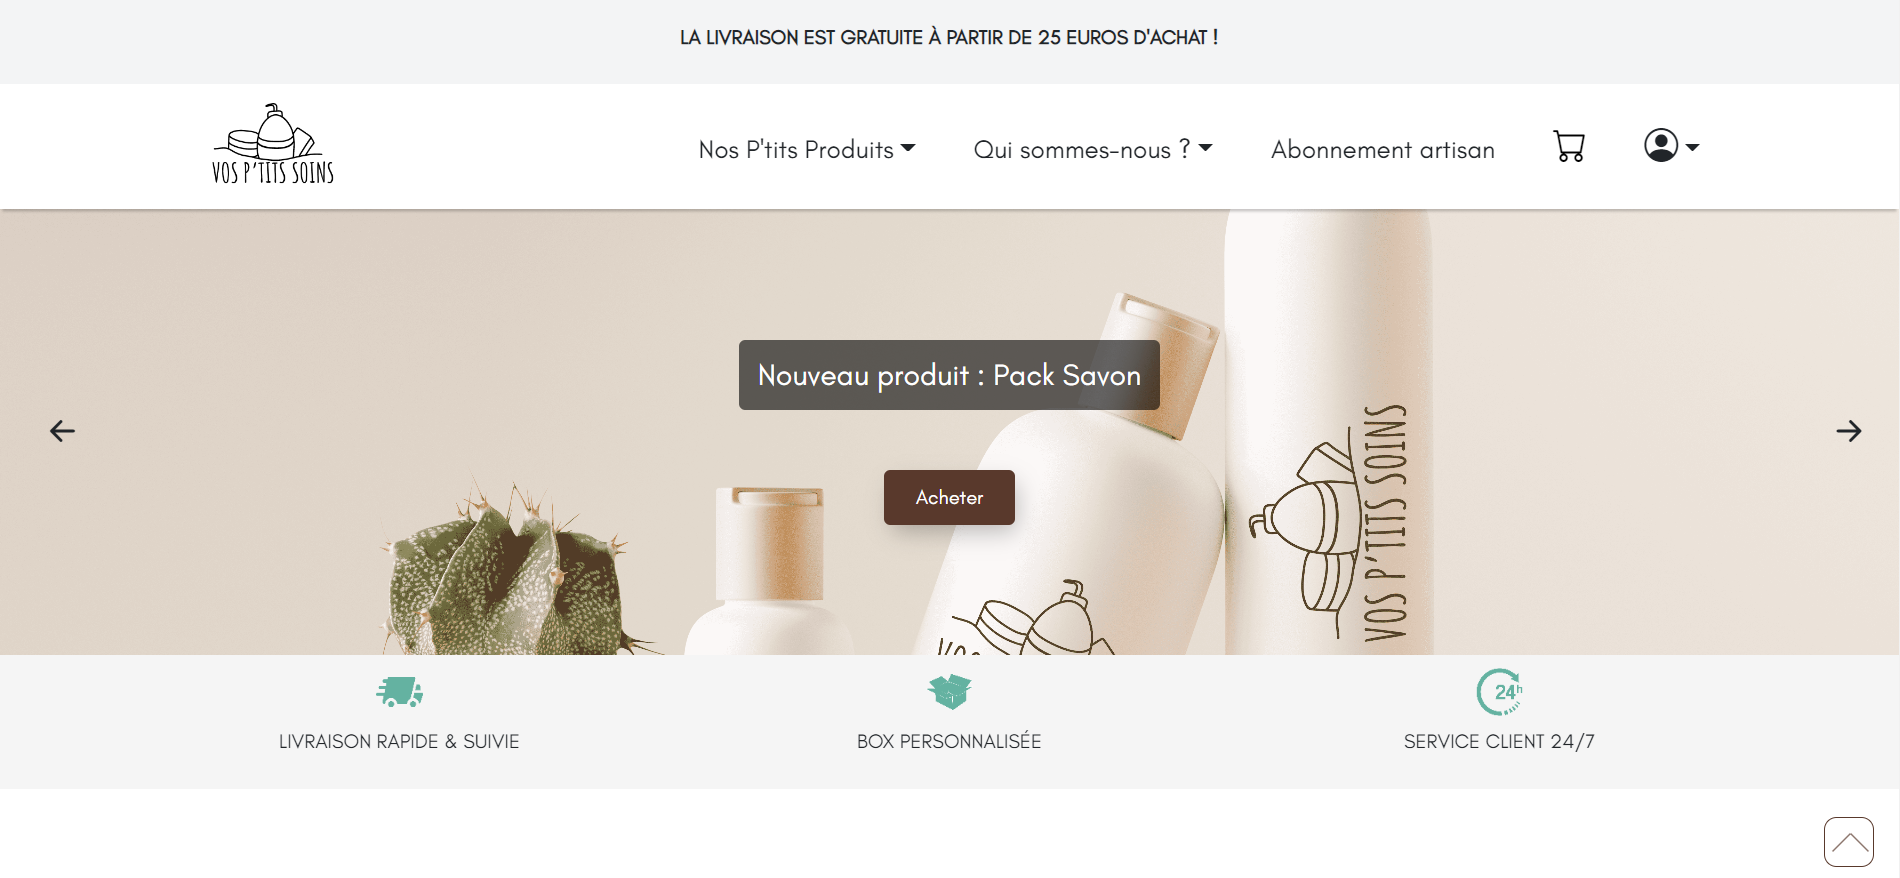 LA LIVRAISON EST GRATUITE À PARTIR DE 25 EUROS D'ACHAT !
VOS P'TITS SOINS
Nos P'tits Produits
Qui sommes-nous ?
Abonnement artisan
Nouveau produit : Pack Savon
Acheter
VOS P'TITS SOINS
VOS
24h
LIVRAISON RAPIDE & SUIVIE
BOX PERSONNALISÉE
SERVICE CLIENT 24/7